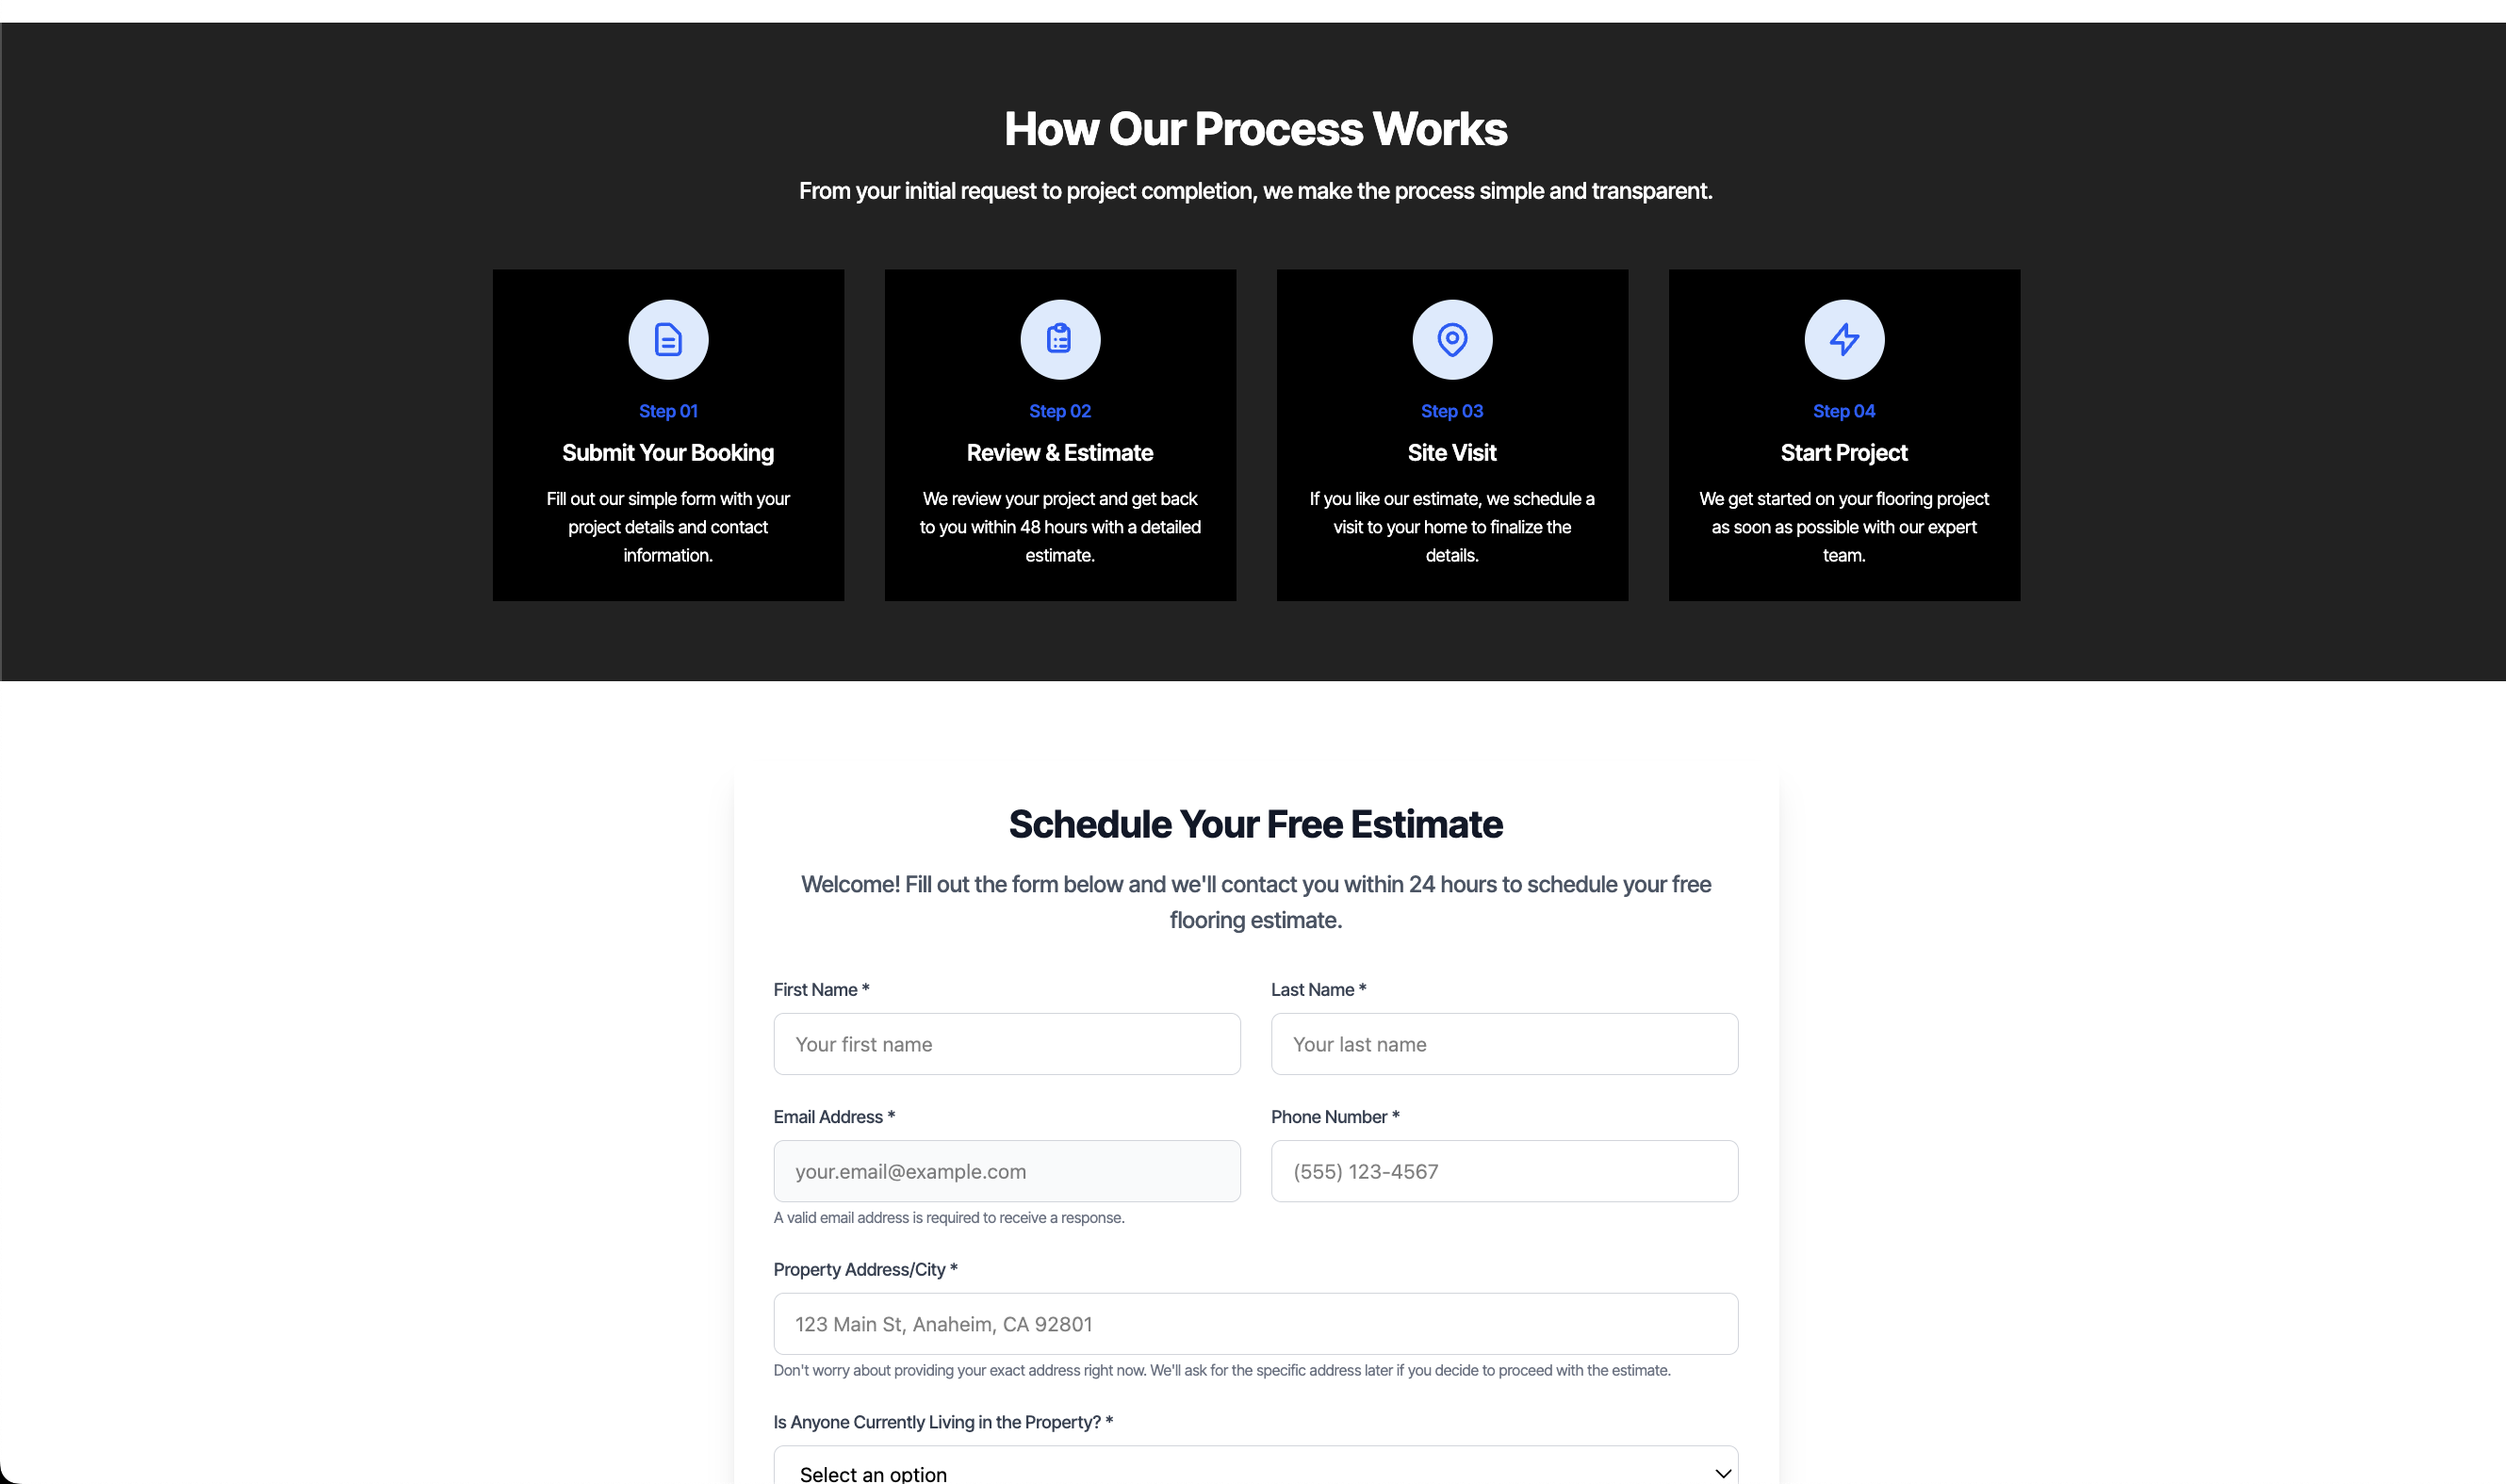 How Our Process Works
From your initial request to project completion, we make the process simple and transparent.
Step 01
Submit Your Booking
Fill out our simple form with your
project details and contact
information.
Step 02
Review & Estimate
We review your project and get back
to you within 48 hours with a detailed
estimate.
Step 03
Site Visit
If you like our estimate, we schedule a
visit to your home to finalize the
details.
Step 04
Start Project
We get started on your flooring project
as soon as possible with our expert
team.
Schedule Your Free Estimate
Welcome! Fill out the form below and we'll contact you within 24 hours to schedule your free
flooring estimate.
First Name *
Your first name
Last Name *
Your last name
Email Address *
your.email@example.com
A valid email address is required to receive a response.
Phone Number *
(555) 123-4567
Property Address/City *
123 Main St, Anaheim, CA 92801
Don't worry about providing your exact address right now. We'll ask for the specific address later if you decide to proceed with the estimate.
Is Anyone Currently Living in the Property? *
Select an option